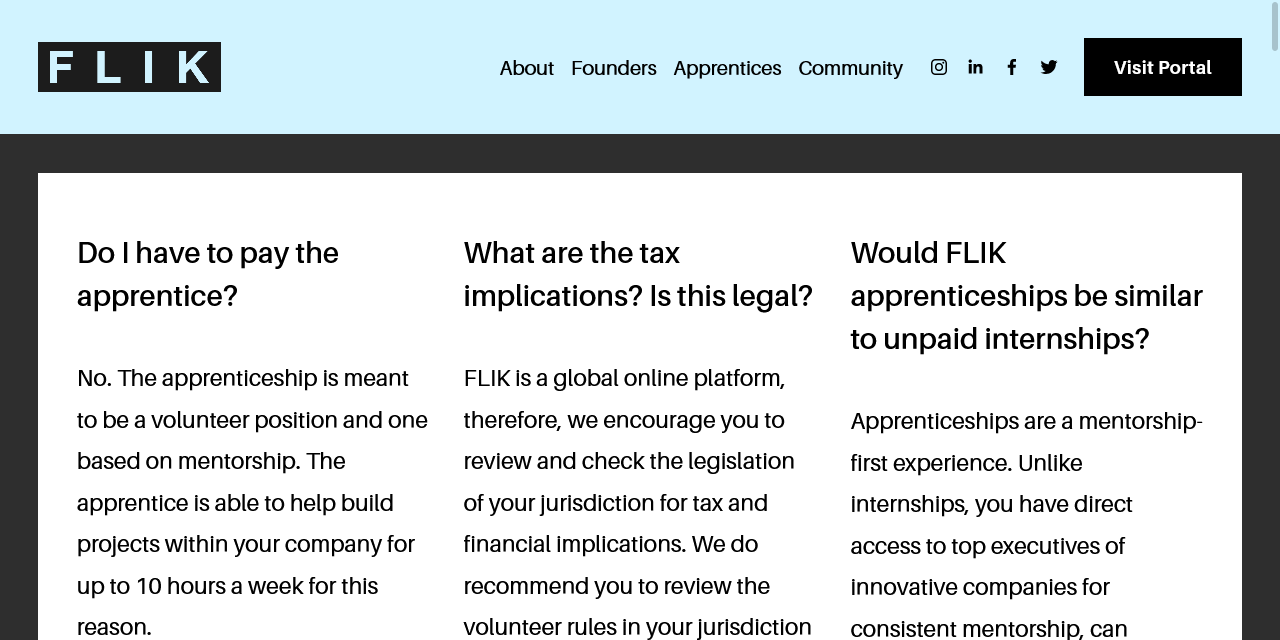 FLIK
About Founders Apprentices Community Visit Portal
Do I have to pay the
apprentice?
No. The apprenticeship is meant
to be a volunteer position and one
based on mentorship. The
apprentice is able to help build
projects within your company for
up to 10 hours a week for this
reason.
What are the tax
implications? Is this legal?
FLIK is a global online platform,
therefore, we encourage you to
review and check the legislation
of your jurisdiction for tax and
financial implications. We do
recommend you to review the
volunteer rules in your jurisdiction
Would FLIK
apprenticeships be similar
to unpaid internships?
Apprenticeships are a mentorship-
first experience. Unlike
internships, you have direct
access to top executives of
innovative companies for
consistent mentorship, can